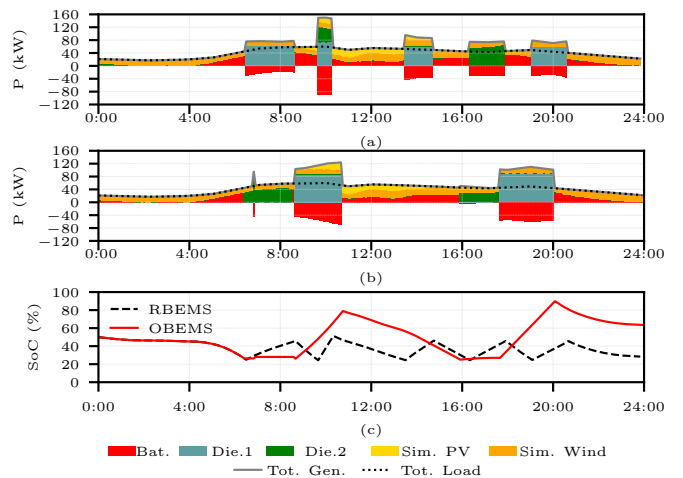 160
120
80
40
0
−40
−80
−120
P (kW)
0:00 4:00 8:00 12:00 16:00 20:00 24:00
(a)
160
120
80
40
0
−40
−80
−120
P (kW)
0:00 4:00 8:00 12:00 16:00 20:00 24:00
(b)
100
80
60
40
20
0
SoC (%)
RBEMS
OBEMS
0:00 4:00 8:00 12:00 16:00 20:00 24:00
(c)
Bat. Die.1 Die.2 Sim. PV Sim. Wind
Tot. Gen. Tot. Load